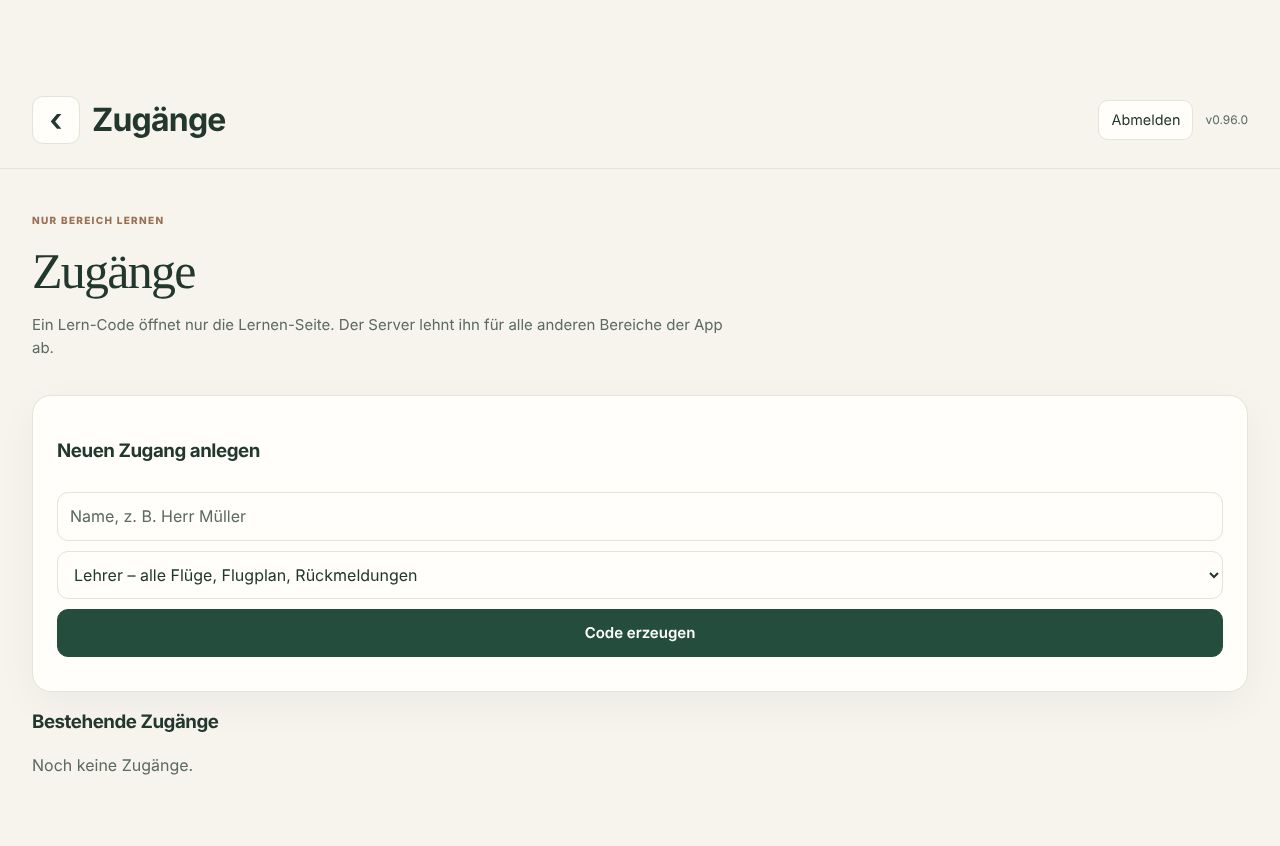 ‹ Zugänge
Abmelden v0.96.0
NUR BEREICH LERNEN
Zugänge
Ein Lern-Code öffnet nur die Lernen-Seite. Der Server lehnt ihn für alle anderen Bereiche der App
ab.
Neuen Zugang anlegen
Name, z. B. Herr Müller
Lehrer – alle Flüge, Flugplan, Rückmeldungen
Code erzeugen
Bestehende Zugänge
Noch keine Zugänge.